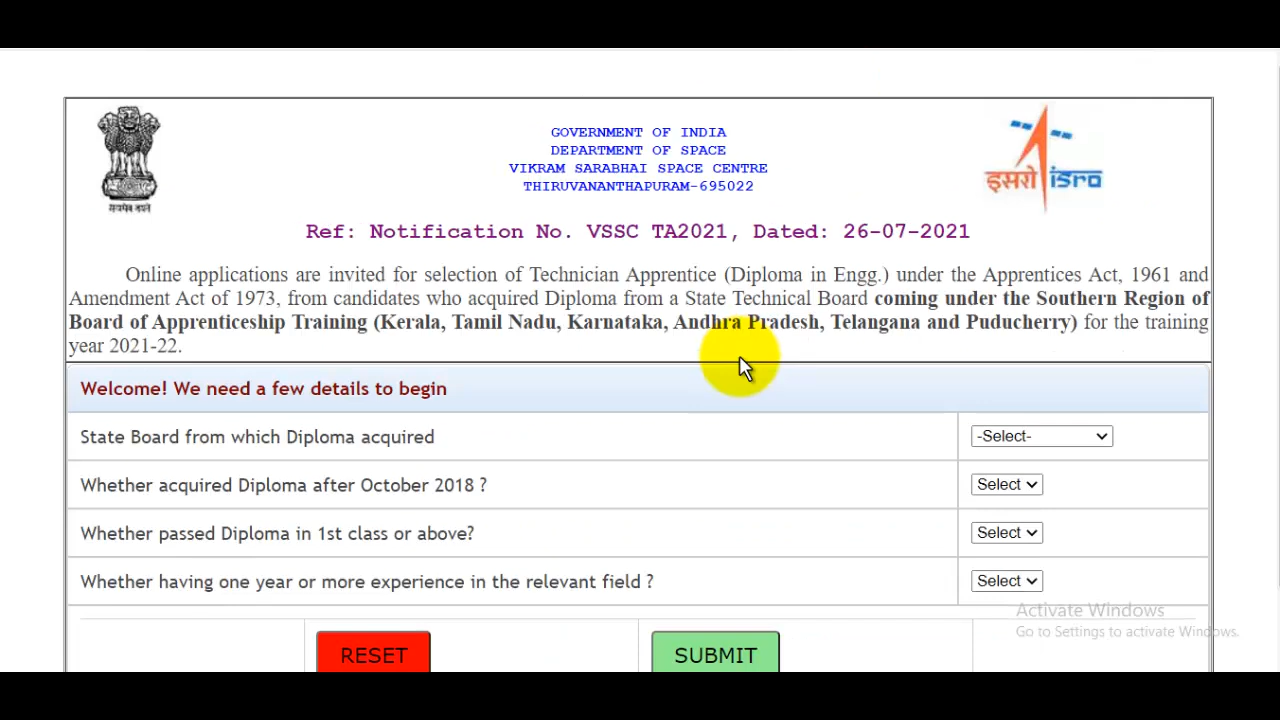 GOVERNMENT OF INDIA
DEPARTMENT OF SPACE
VIKRAM SARABHAI SPACE CENTRE
THIRUVANANTHAPURAM-695022
सत्यमेव जयते
इसरो isro
Ref: Notification No. VSSC TA2021, Dated: 26-07-2021
Online applications are invited for selection of Technician Apprentice (Diploma in Engg.) under the Apprentices Act, 1961 and
Amendment Act of 1973, from candidates who acquired Diploma from a State Technical Board coming under the Southern Region of
Board of Apprenticeship Training (Kerala, Tamil Nadu, Karnataka, Andhra Pradesh, Telangana and Puducherry) for the training
year 2021-22.
Welcome! We need a few details to begin
State Board from which Diploma acquired -Select-
Whether acquired Diploma after October 2018 ? Select
Whether passed Diploma in 1st class or above? Select
Whether having one year or more experience in the relevant field ? Select
Activate Windows
Go to Settings to activate Windows.
RESET SUBMIT